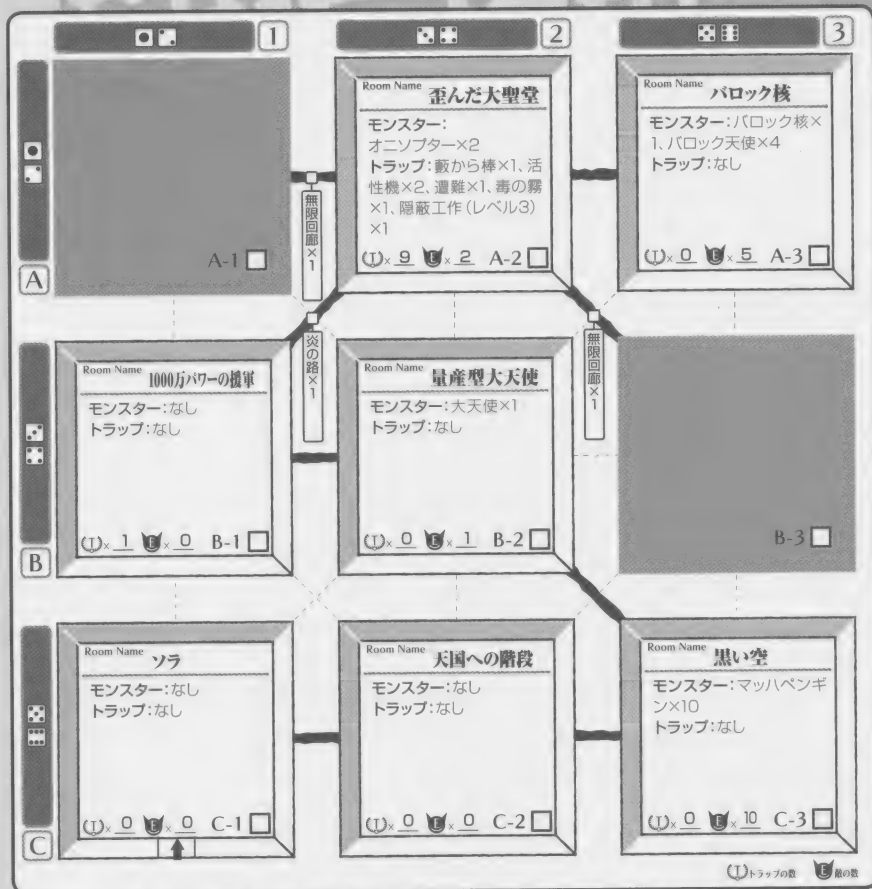 1
2
3
A
Room Name 歪んだ大聖堂
モンスター:
オニソプター×2
トラップ:藪から棒×1、活
性機×2、遭難×1、毒の霧
×1、隠蔽工作(レベル3)
×1
T× 9 E× 2 A-2
Room Name バロック核
モンスター:バロック核×
1、バロック天使×4
トラップ:なし
T× 0 E× 5 A-3
A-1
無限回廊×1
炎の路×1
無限回廊×1
B
Room Name 1000万パワーの援軍
モンスター:なし
トラップ:なし
T× 1 E× 0 B-1
Room Name 量産型大天使
モンスター:大天使×1
トラップ:なし
T× 0 E× 1 B-2
B-3
C
Room Name ソラ
モンスター:なし
トラップ:なし
T× 0 E× 0 C-1
Room Name 天国への階段
モンスター:なし
トラップ:なし
T× 0 E× 0 C-2
Room Name 黒い空
モンスター:マッハペンギ
ン×10
トラップ:なし
T× 0 E× 10 C-3
T トラップの数 E 敵の数